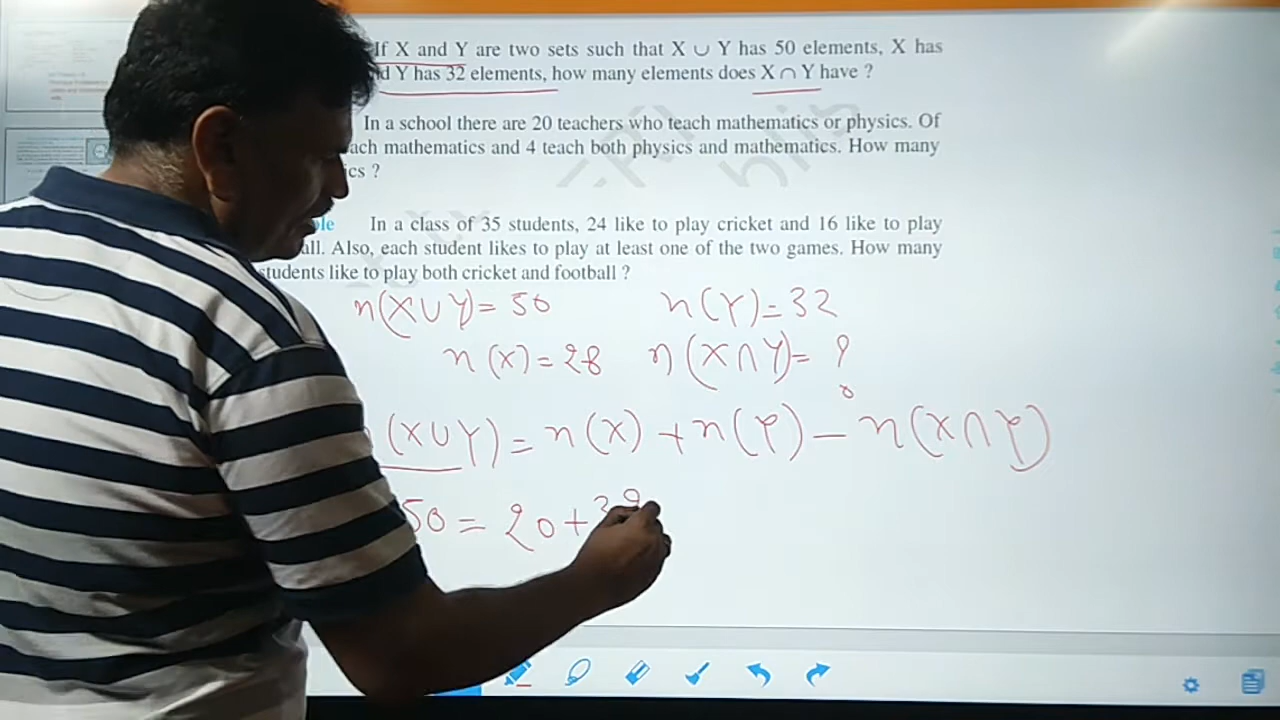 If X and Y are two sets such that X ∪ Y has 50 elements, X has
d Y has 32 elements, how many elements does X ∩ Y have ?
In a school there are 20 teachers who teach mathematics or physics. Of
ach mathematics and 4 teach both physics and mathematics. How many
ics ?
ple In a class of 35 students, 24 like to play cricket and 16 like to play
all. Also, each student likes to play at least one of the two games. How many
students like to play both cricket and football ?
n(X∪Y)= 50 n(Y)=32
n(X)=28 n(X∩Y)= ?
(X∪Y)=n(X)+n(Y)-n(X∩Y)
50=20+